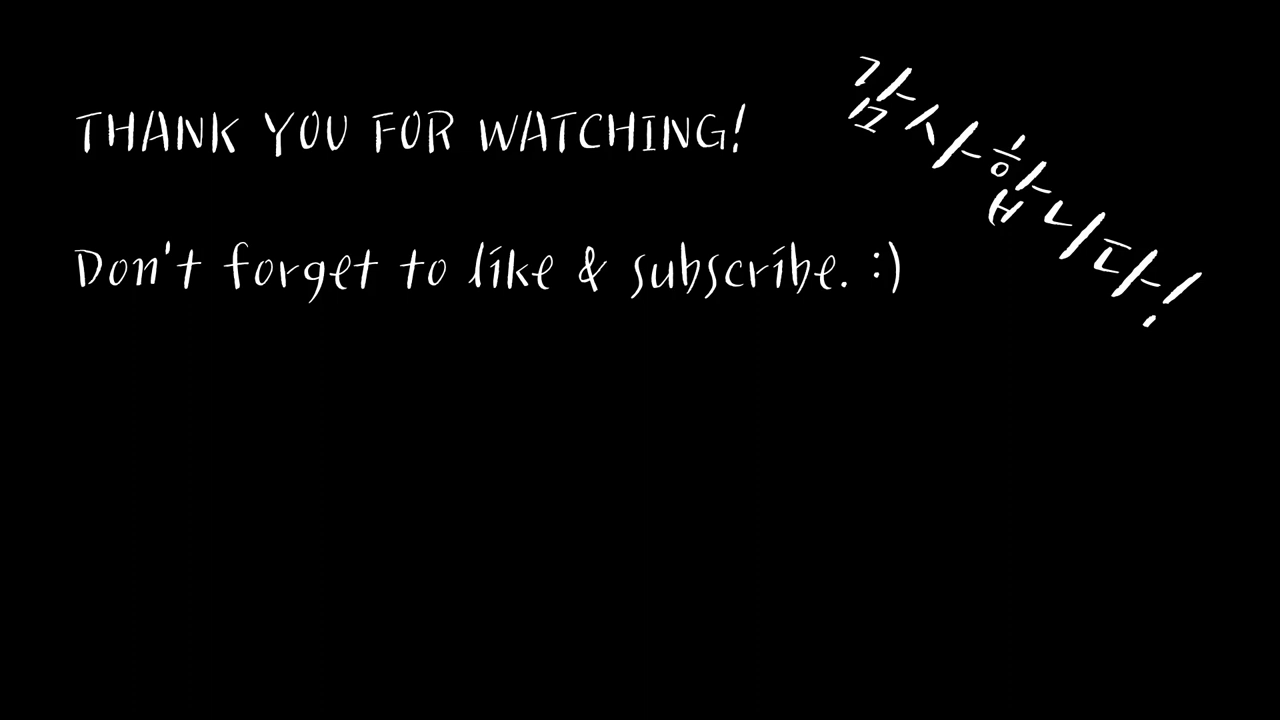 THANK YOU FOR WATCHING!
감사합니다!
Don't forget to like & subscribe. :)